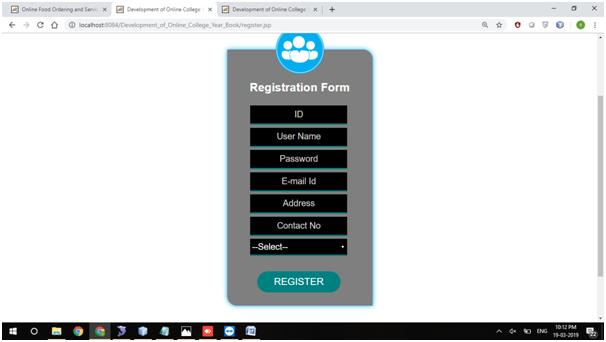 Online Food Ordering and Servi
Development of Online College
Development of Online College Y
localhost:8084/Development_of_Online_College_Year_Book/register.jsp
Registration Form
ID
User Name
Password
E-mail Id
Address
Contact No
--Select--
REGISTER
ENG
10:12 PM
19-03-2019